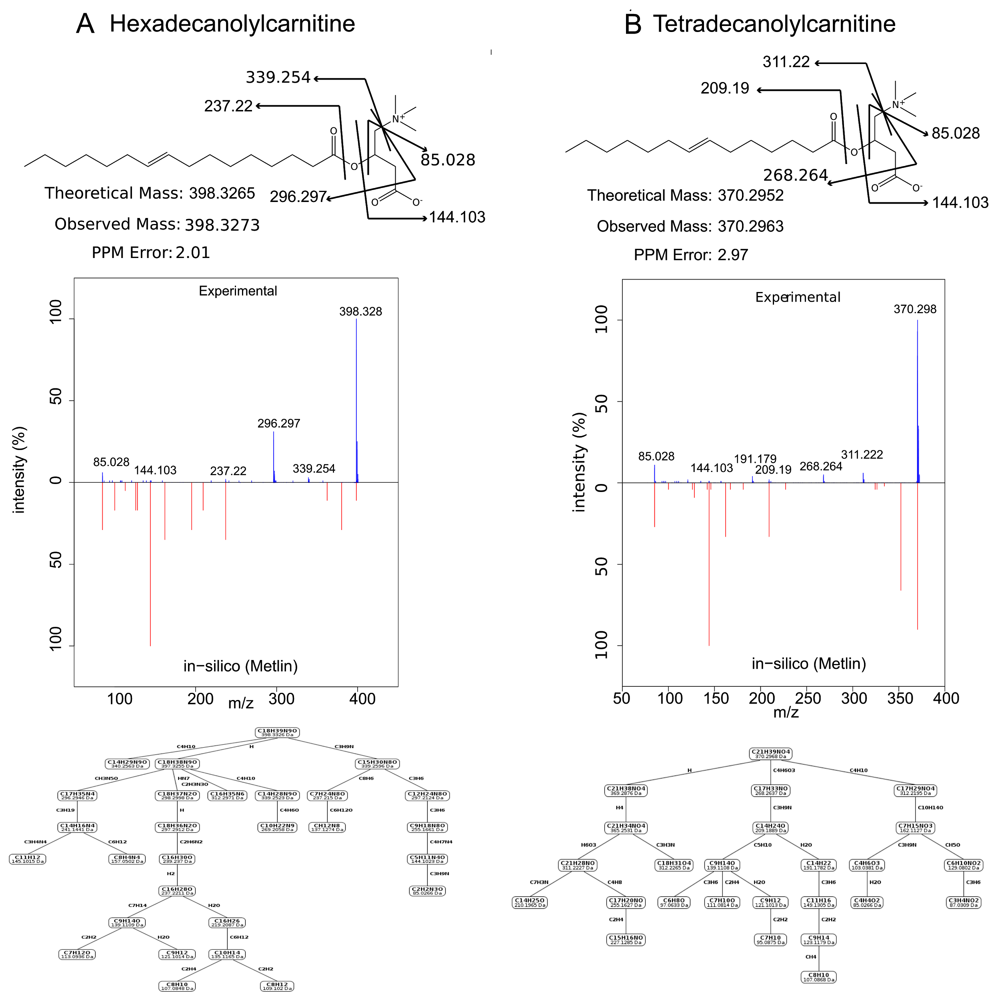 A Hexadecanolylcarnitine
339.254
237.22
N+
O
O
85.028
Theoretical Mass: 398.3265
296.297
O
O-
144.103
Observed Mass: 398.3273
PPM Error: 2.01
Experimental
398.328
296.297
85.028
144.103
237.22
339.254
100
50
0
50
100
intensity (%)
in-silico (Metlin)
100 200 300 400
m/z
C18H39N9O
398.3326 Da
C4H10 H C3H9N
C14H29N9O C18H38N9O C15H30N8O
340.2563 Da 397.3255 Da 339.2596 Da
CH3N5O HN7 C2H3N3O C4H10 C8H6 C3H6
C17H35N4 C18H37N2O C16H35N6 C14H28N9O C7H24N8O C12H24N8O
296.2946 Da 298.2998 Da 312.2971 Da 339.2523 Da 237.215 Da 297.2124 Da
C3H19 H C4H6O C6H12O C3H6
C14H16N4 C18H36N2O C10H22N9 CH12N8 C9H18N8O
241.1441 Da 297.2912 Da 269.2058 Da 137.1274 Da 255.1661 Da
C3H4N4 C6H12 C2H6N2 C4H7N4
C11H12 C8H4N4 C16H30O C5H11N4O
145.1015 Da 157.0502 Da 239.237 Da 144.1023 Da
H2 C3H9N
C16H28O C2H2N3O
237.2211 Da 85.0266 Da
C7H14 H2O
C9H14O C16H26
139.1109 Da 219.2087 Da
C2H2 H2O C6H12
C7H12O C9H12 C10H14
113.0936 Da 121.1014 Da 135.1165 Da
C2H4 C2H2
C8H10 C8H12
107.0848 Da 109.102 Da
B Tetradecanolylcarnitine
311.22
209.19
N+
O
O
85.028
268.264
O
O-
Theoretical Mass: 370.2952
144.103
Observed Mass: 370.2963
PPM Error: 2.97
Experimental
370.298
85.028
144.103
191.179
209.19
268.264
311.222
100
50
0
50
100
intensity (%)
in-silico (Metlin)
50 100 150 200 250 300 350 400
m/z
C21H39NO4
370.2968 Da
H C4H6O3 C4H10
C21H38NO4 C17H33NO C17H29NO4
369.2876 Da 268.2637 Da 312.2195 Da
H4 C3H9N C10H14O
C21H34NO4 C14H24O C7H15NO3
365.2531 Da 209.1889 Da 162.1127 Da
H6O3 C3H3N C5H10 H2O C3H9N CH5O
C21H28NO C18H31O4 C9H14O C14H22 C4H6O3 C6H10NO2
311.2227 Da 312.2265 Da 139.1108 Da 191.1782 Da 103.0381 Da 129.0802 Da
C7H3N C4H8 C3H6 C2H4 H2O C3H6 H2O C3H6
C14H25O C17H20NO C6H8O C7H10O C9H12 C11H16 C4H4O2 C3H4NO2
210.1965 Da 255.1627 Da 97.0633 Da 111.0814 Da 121.1013 Da 149.1305 Da 85.0266 Da 87.0309 Da
C2H4 C2H2 C2H2
C15H16NO C7H10 C9H14
227.1285 Da 95.0875 Da 123.1179 Da
CH4
C8H10
107.0868 Da